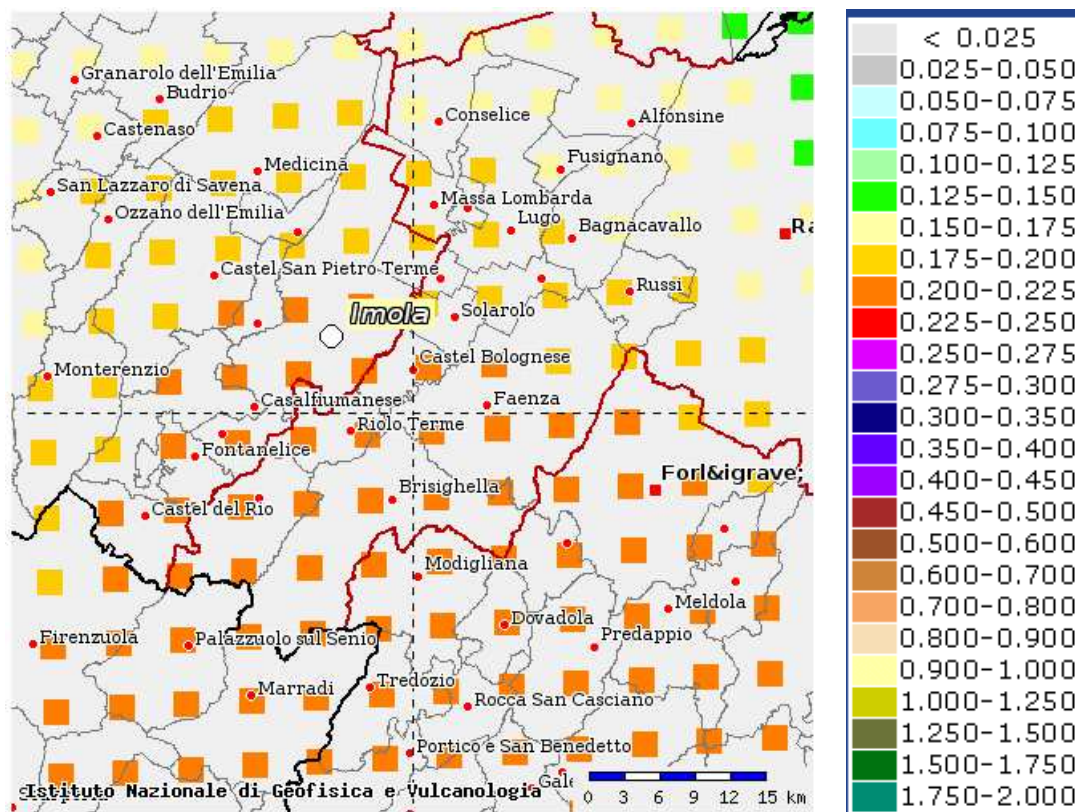 Granarolo dell'Emilia
Budrio
Castenaso
Conselice
Alfonsine
Medicina
Fusignano
San Lazzaro di Savena
Massa Lombarda
Ozzano dell'Emilia
Lugo
Bagnacavallo
Ra
Castel San Pietro Terme
Russi
Imola
Solarolo
Monterenzio
Castel Bolognese
Casalfiumanese
Faenza
Riolo Terme
Fontanelice
Forl&igrave;
Castel del Rio
Brisighella
Modigliana
Meldola
Dovadola
Firenzuola
Palazzuolo sul Senio
Predappio
Marradi
Tredozio
Rocca San Casciano
Portico e San Benedetto
Gale
Istituto Nazionale di Geofisica e Vulcanologia
0 3 6 9 12 15 km
< 0.025
0.025-0.050
0.050-0.075
0.075-0.100
0.100-0.125
0.125-0.150
0.150-0.175
0.175-0.200
0.200-0.225
0.225-0.250
0.250-0.275
0.275-0.300
0.300-0.350
0.350-0.400
0.400-0.450
0.450-0.500
0.500-0.600
0.600-0.700
0.700-0.800
0.800-0.900
0.900-1.000
1.000-1.250
1.250-1.500
1.500-1.750
1.750-2.000